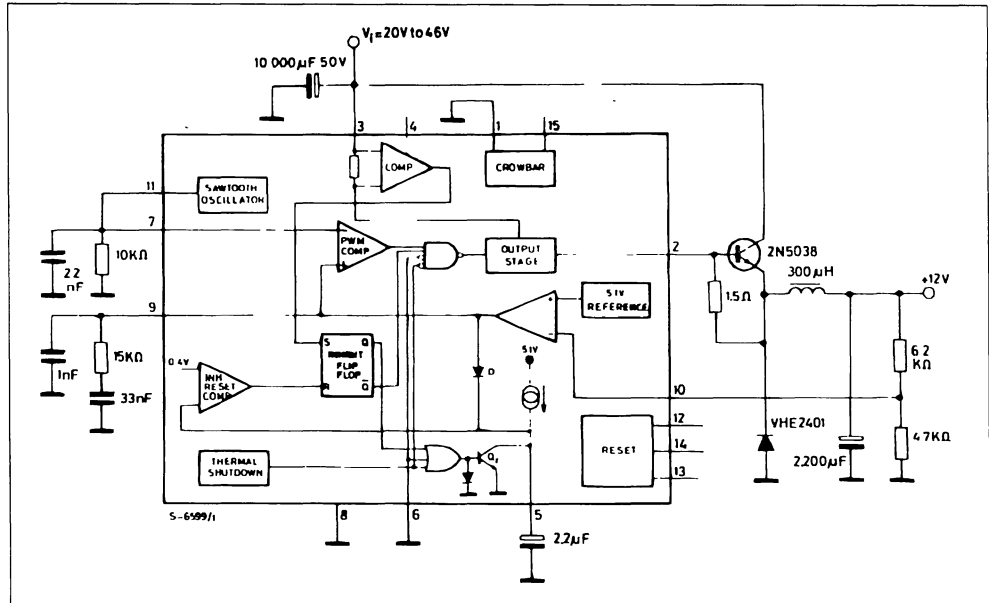 Vi=20V to 46V
10 000µF 50V
3
4
1
15
11
SAWTOOTH
OSCILLATOR
COMP
CROWBAR
7
PWM
COMP
OUTPUT
STAGE
2
2N5038
300µH
+12V
22
nF
10KΩ
1.5Ω
9
5.1V
REFERENCE
6.2
KΩ
1nF
15KΩ
33nF
0.4V
INH
RESET
COMP
S
Q
R
Q̅
FLIP
FLOP
D
5.1V
10
12
14
13
RESET
VHE2401
2,200µF
4.7KΩ
THERMAL
SHUTDOWN
Q1
S-6599/1
8
6
5
2,2µF